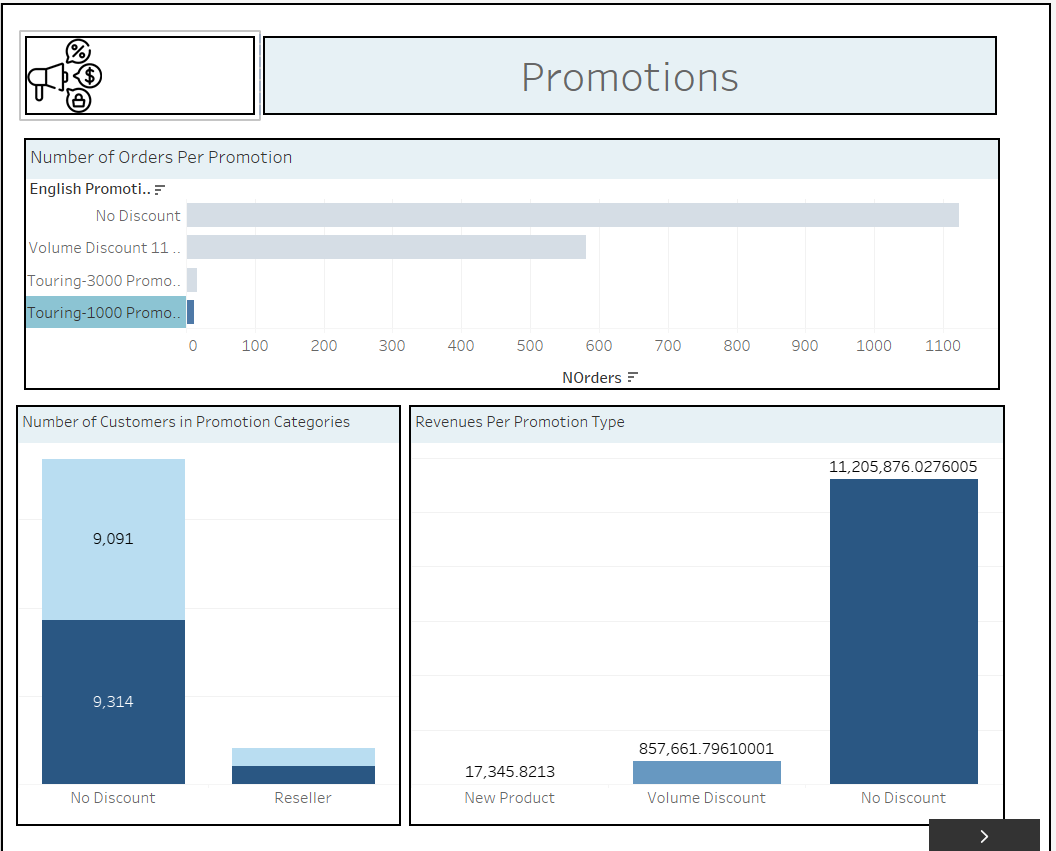 %
$
Promotions
Number of Orders Per Promotion
English Promoti..
No Discount
Volume Discount 11 ..
Touring-3000 Promo..
Touring-1000 Promo..
0 100 200 300 400 500 600 700 800 900 1000 1100
NOrders
Number of Customers in Promotion Categories
9,091
9,314
No Discount Reseller
Revenues Per Promotion Type
11,205,876.0276005
857,661.79610001
17,345.8213
New Product Volume Discount No Discount